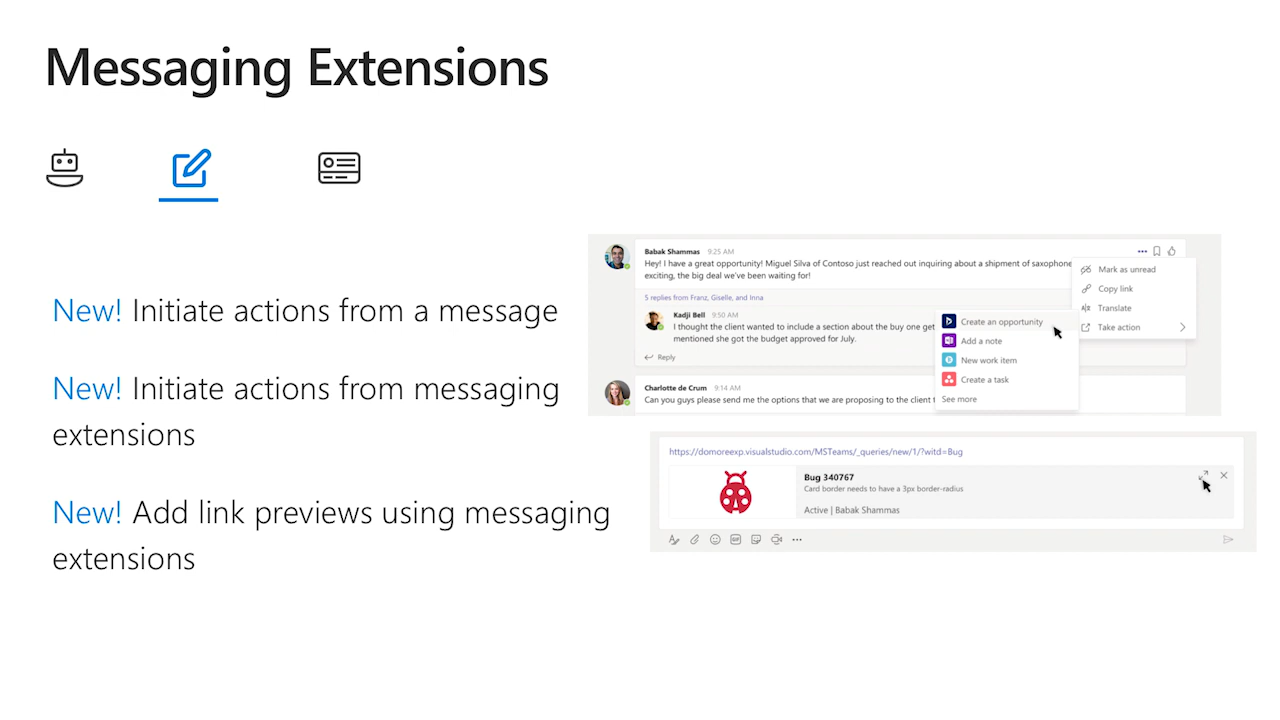 Messaging Extensions
New! Initiate actions from a message
New! Initiate actions from messaging
extensions
New! Add link previews using messaging
extensions
Babak Shammas 9:25 AM
Hey! I have a great opportunity! Miguel Silva of Contoso just reached out inquiring about a shipment of saxophone
exciting, the big deal we've been waiting for!
5 replies from Franz, Giselle, and Inna
Kadji Bell 9:50 AM
I thought the client wanted to include a section about the buy one get
mentioned she got the budget approved for July.
Reply
Charlotte de Crum 9:14 AM
Can you guys please send me the options that we are proposing to the client
Mark as unread
Copy link
Translate
Take action
Create an opportunity
Add a note
New work item
Create a task
See more
https://domoreexp.visualstudio.com/MSTeams/_queries/new/1/?witd=Bug
Bug 340767
Card border needs to have a 3px border-radius
Active | Babak Shammas
GIF